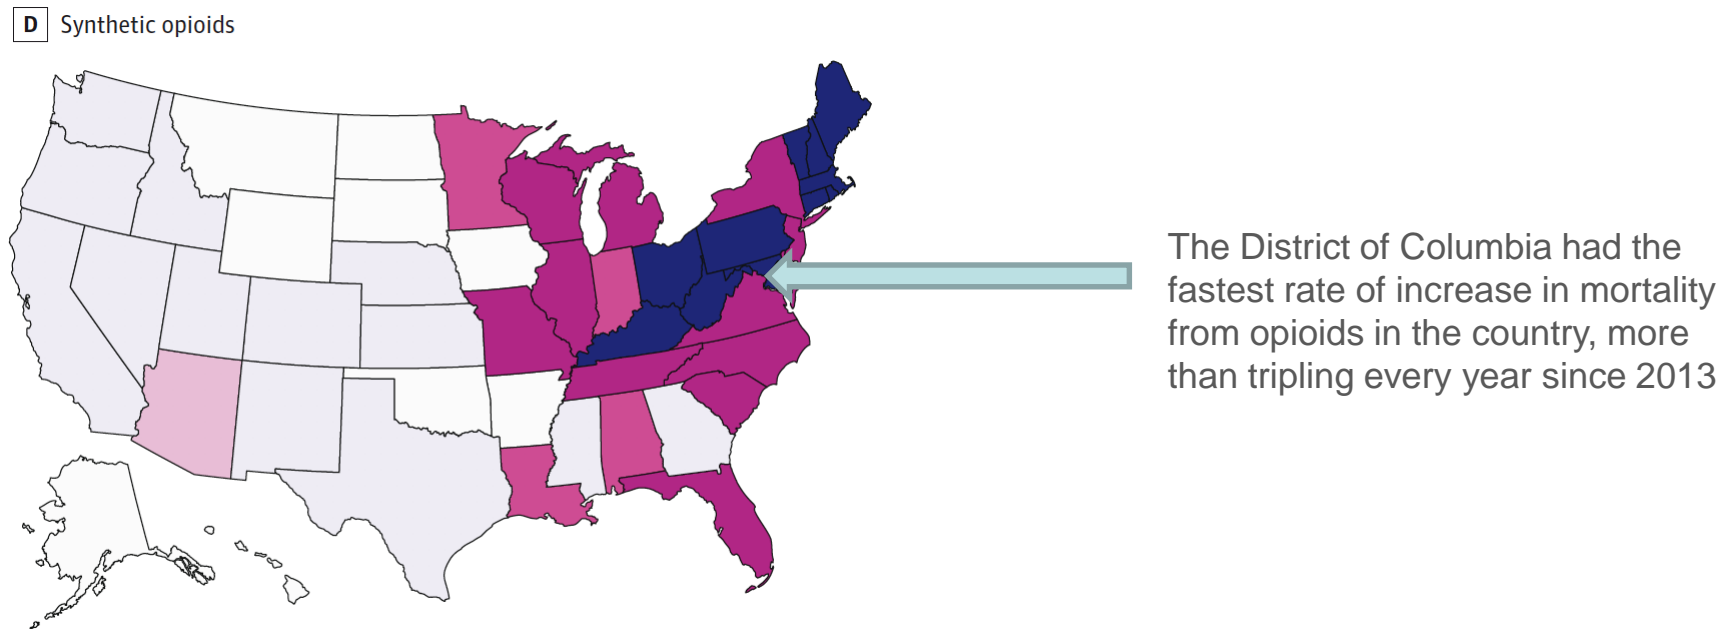 D Synthetic opioids
The District of Columbia had the
fastest rate of increase in mortality
from opioids in the country, more
than tripling every year since 2013